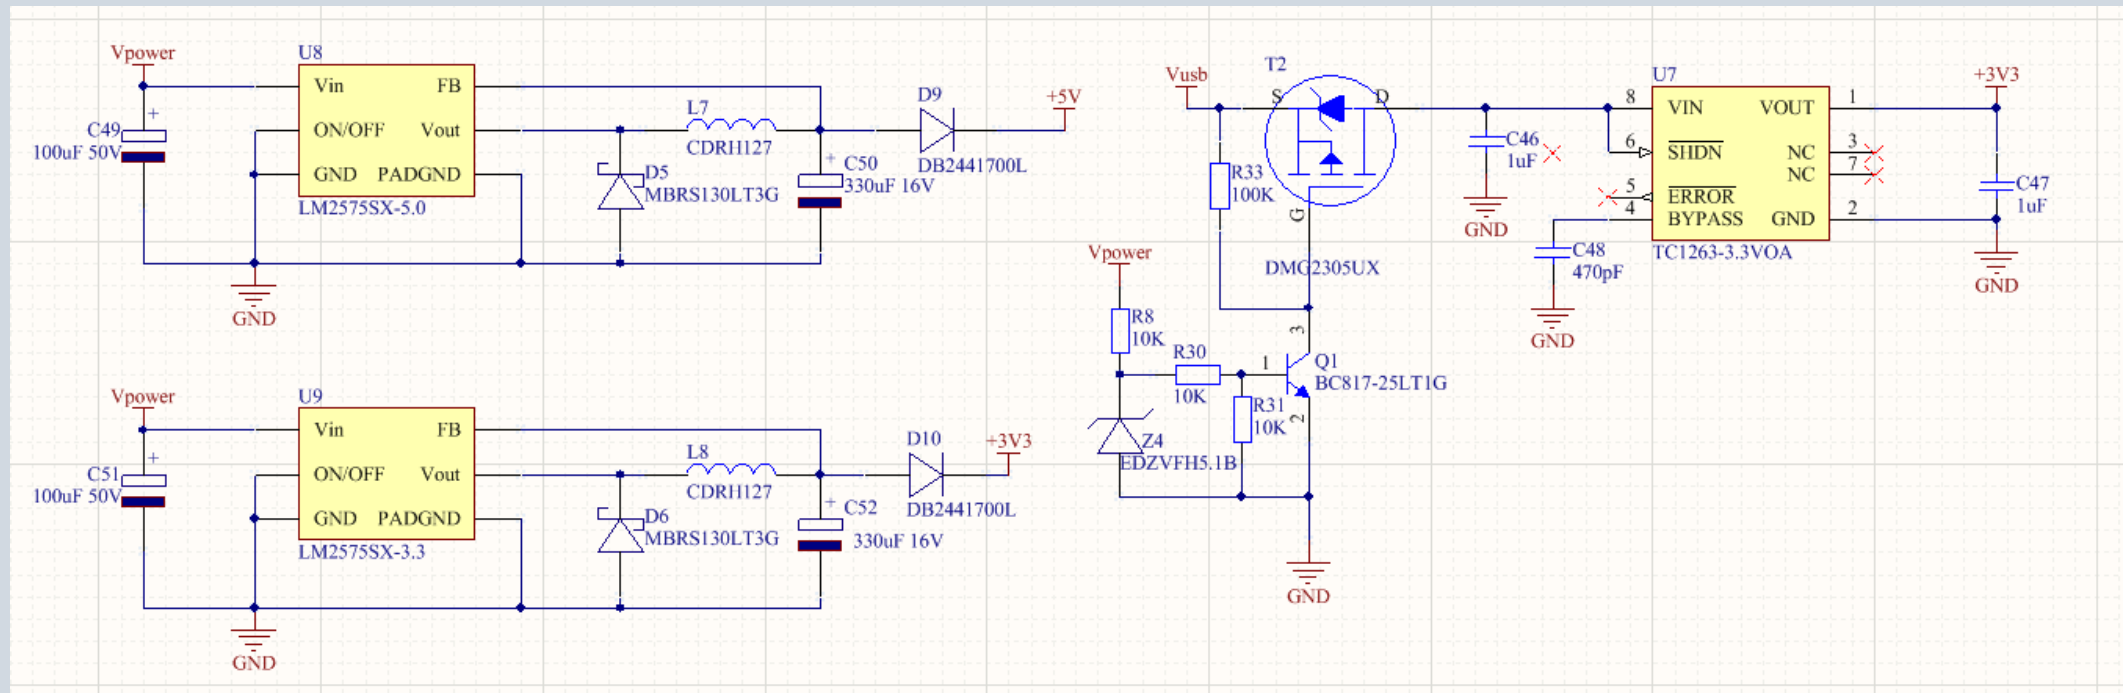 Vpower
U8
Vin
FB
C49
100uF 50V
+
ON/OFF
Vout
GND
PADGND
LM2575SX-5.0
L7
CDRH127
D5
MBRS130LT3G
+
C50
330uF 16V
D9
DB2441700L
+5V
GND
Vpower
U9
Vin
FB
C51
100uF 50V
+
ON/OFF
Vout
GND
PADGND
LM2575SX-3.3
L8
CDRH127
D6
MBRS130LT3G
+
C52
330uF 16V
D10
DB2441700L
+3V3
GND
Vusb
T2
S
D
G
R33
100K
DMG2305UX
Vpower
R8
10K
R30
10K
R31
10K
Z4
EDZVFH5.1B
1
3
2
Q1
BC817-25LT1G
GND
C46
1uF
GND
C48
470pF
GND
U7
8
VIN
VOUT
1
6
SHDN
NC
3
NC
7
5
ERROR
4
BYPASS
GND
2
TC1263-3.3VOA
+3V3
C47
1uF
GND